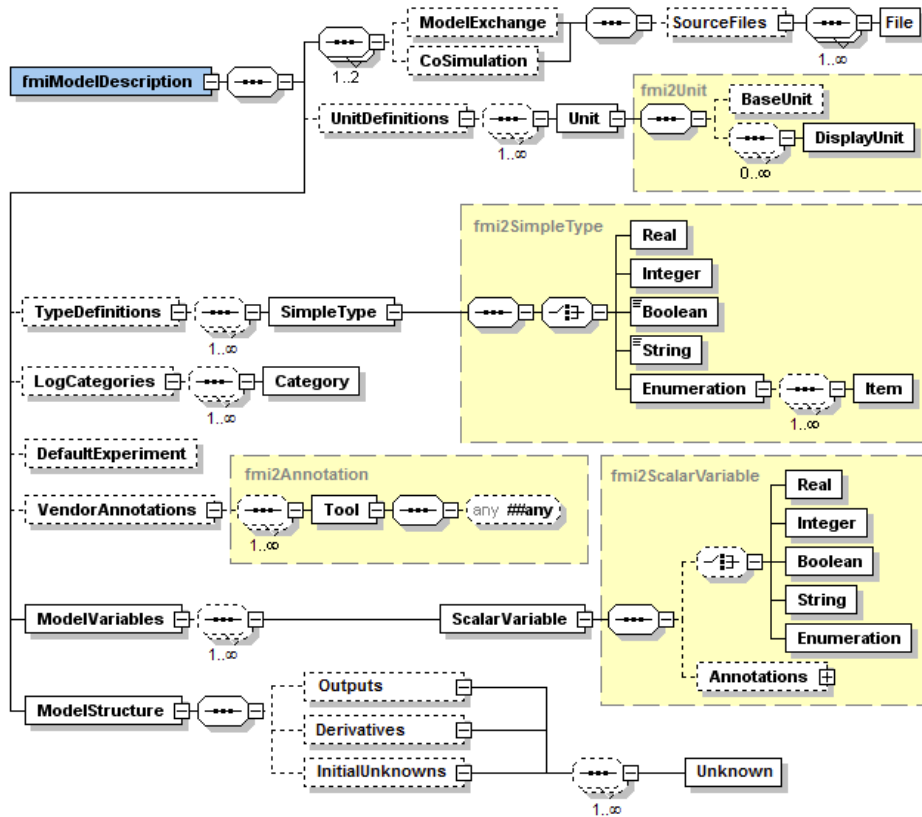 ModelExchange
SourceFiles
File
1..2
CoSimulation
1..∞
fmiModelDescription
fmi2Unit
UnitDefinitions
Unit
BaseUnit
1..∞
DisplayUnit
0..∞
fmi2SimpleType
Real
Integer
TypeDefinitions
SimpleType
Boolean
1..∞
String
LogCategories
Category
Enumeration
Item
1..∞
1..∞
DefaultExperiment
fmi2Annotation
fmi2ScalarVariable
VendorAnnotations
Tool
any ##any
1..∞
Real
Integer
Boolean
String
ModelVariables
ScalarVariable
1..∞
Enumeration
Annotations
ModelStructure
Outputs
Derivatives
InitialUnknowns
Unknown
1..∞